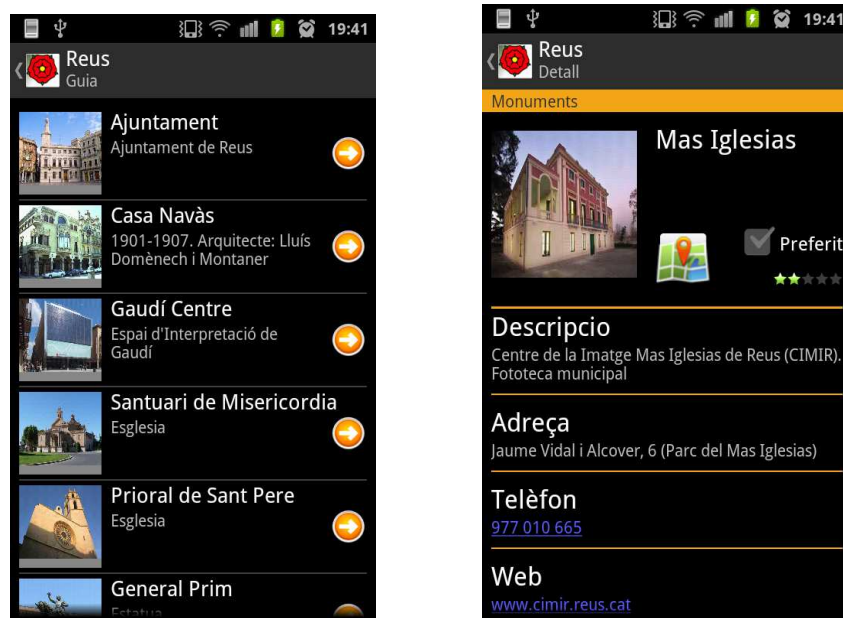 19:41
Reus
Guia
Ajuntament
Ajuntament de Reus
Casa Navàs
1901-1907. Arquitecte: Lluís
Domènech i Montaner
Gaudí Centre
Espai d'Interpretació de
Gaudí
Santuari de Misericordia
Esglesia
Prioral de Sant Pere
Esglesia
General Prim
Estatua
19:41
Reus
Detall
Monuments
Mas Iglesias
Preferit
Descripcio
Centre de la Imatge Mas Iglesias de Reus (CIMIR).
Fototeca municipal
Adreça
Jaume Vidal i Alcover, 6 (Parc del Mas Iglesias)
Telèfon
977 010 665
Web
www.cimir.reus.cat